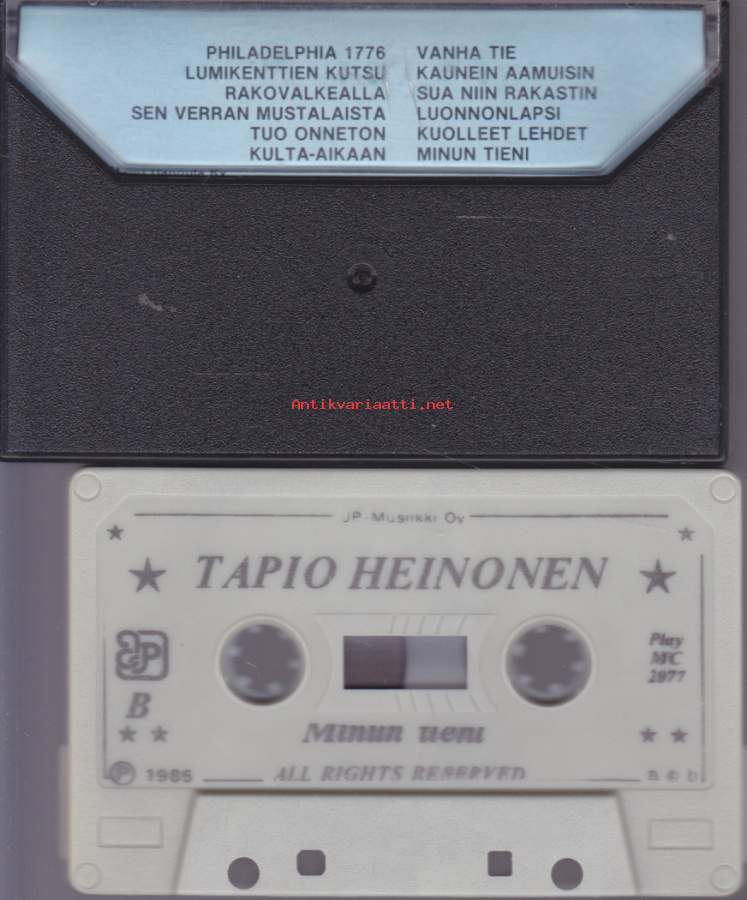 PHILADELPHIA 1776 VANHA TIE
LUMIKENTTIEN KUTSU KAUNEIN AAMUISIN
RAKOVALKEALLA SUA NIIN RAKASTIN
SEN VERRAN MUSTALAISTA LUONNONLAPSI
TUO ONNETON KUOLLEET LEHDET
KULTA-AIKAAN MINUN TIENI
Antikvariaatti.net
JP-Musiikki Oy
TAPIO HEINONEN
JP
Play
MC
2077
B
Minun tieni
℗ 1985 ALL RIGHTS RESERVED